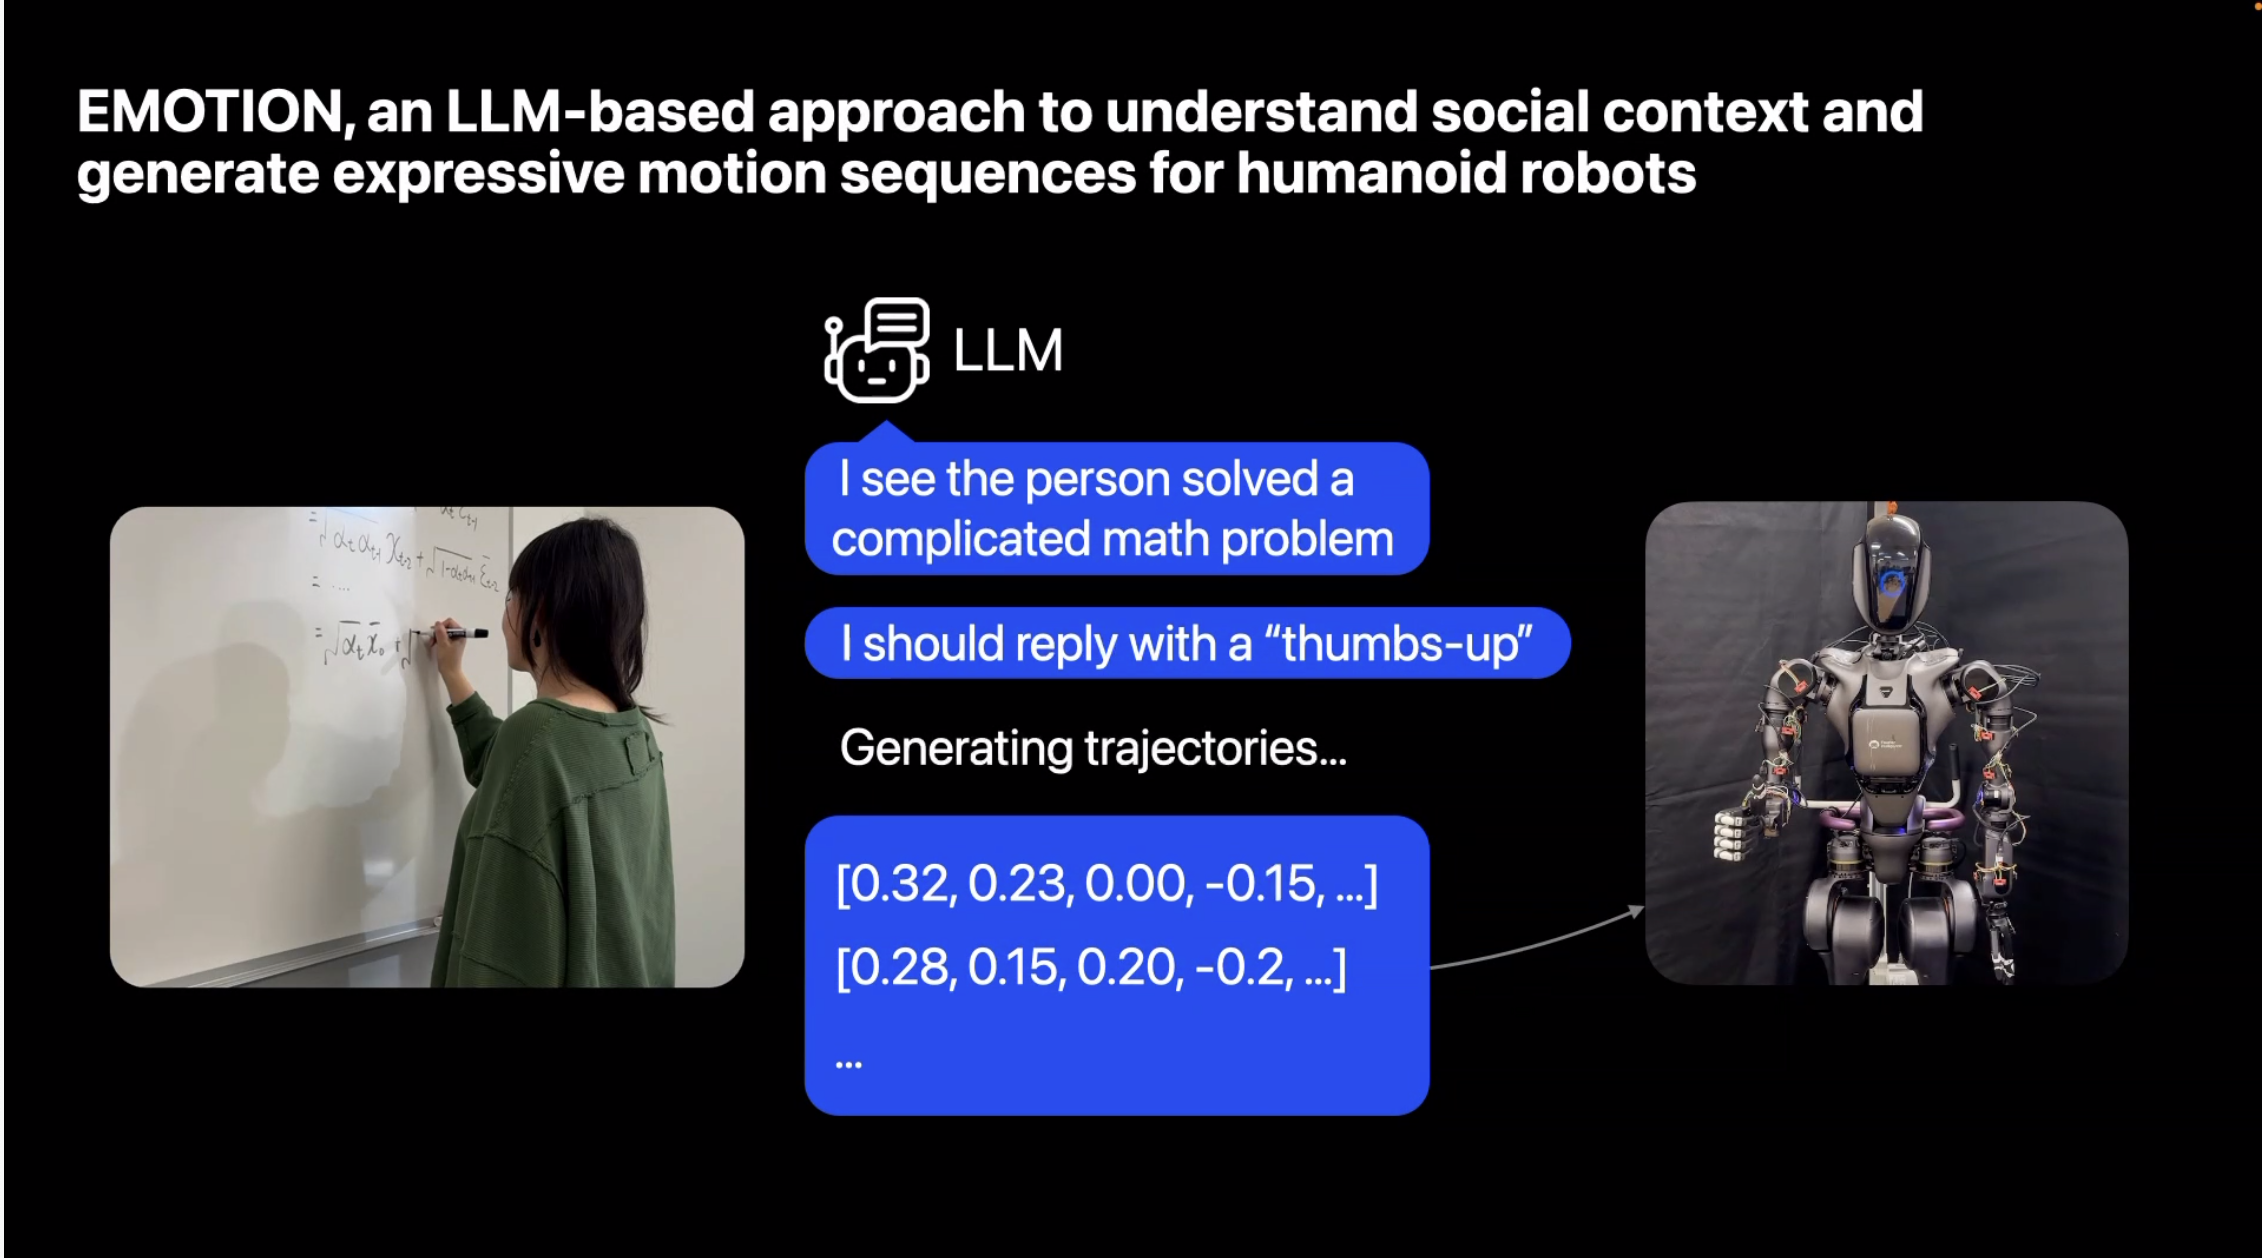 EMOTION, an LLM-based approach to understand social context and
generate expressive motion sequences for humanoid robots
LLM
I see the person solved a
complicated math problem
I should reply with a “thumbs-up”
Generating trajectories...
[0.32, 0.23, 0.00, -0.15, ...]
[0.28, 0.15, 0.20, -0.2, ...]
...
= ....